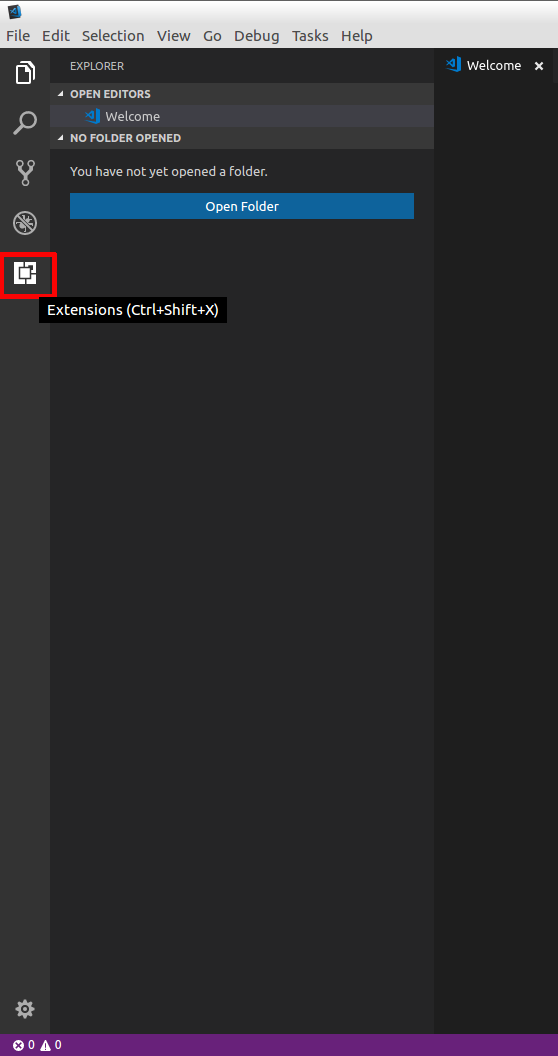 File Edit Selection View Go Debug Tasks Help
EXPLORER
Welcome
OPEN EDITORS
Welcome
NO FOLDER OPENED
You have not yet opened a folder.
Open Folder
Extensions (Ctrl+Shift+X)
0 0